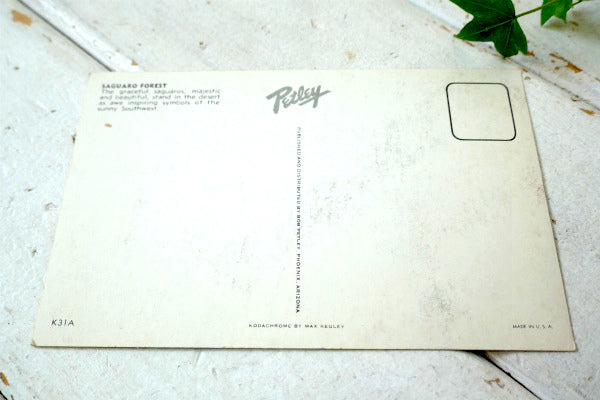 SAGUARO FOREST
The graceful saguaros, majestic
and beautiful, stand in the desert
as awe inspiring symbols of the
sunny Southwest.
Petley
PUBLISHED AND DISTRIBUTED BY BOB PETLEY, PHOENIX, ARIZONA
K31A
KODACHROME BY MAX KEGLEY
MADE IN U.S.A.